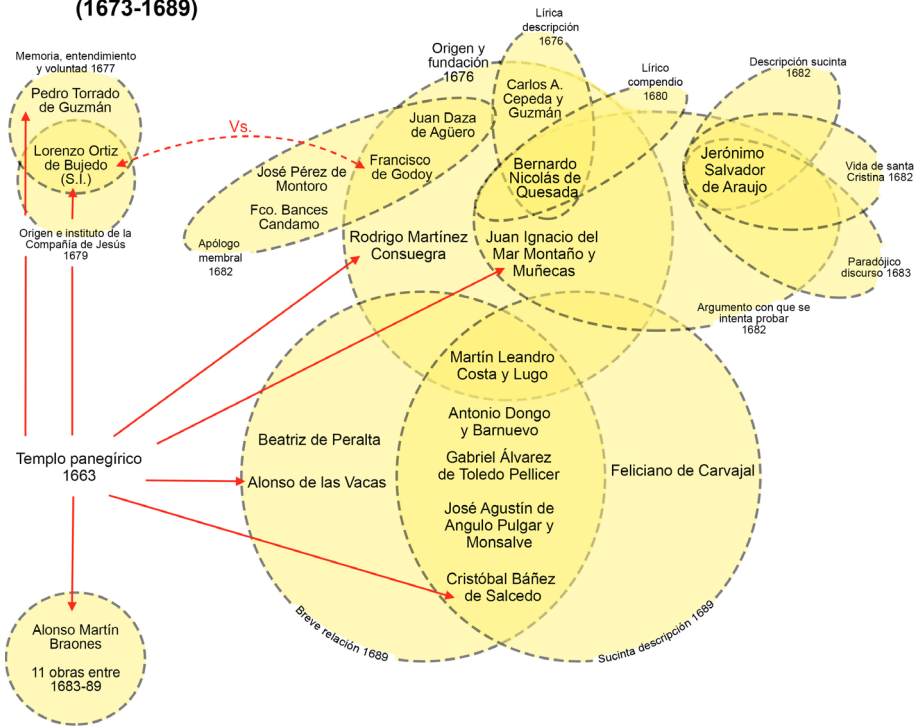 (1673-1689)
Memoria, entendimiento
y voluntad 1677
Pedro Torrado
de Guzmán
Lorenzo Ortiz
de Bujedo
(S.I.)
Origen e instituto de la
Compañía de Jesús
1679
Vs.
Origen y
fundación
1676
Lírica
descripción
1676
Carlos A.
Cepeda y
Guzmán
Lírico
compendio
1680
Juan Daza
de Agüero
Francisco
de Godoy
José Pérez de
Montoro
Fco. Bances
Candamo
Apólogo
membral
1682
Bernardo
Nicolás de
Quesada
Rodrigo Martínez
Consuegra
Juan Ignacio del
Mar Montaño y
Muñecas
Descripción sucinta
1682
Jerónimo
Salvador
de Araujo
Vida de santa
Cristina 1682
Paradójico
discurso 1683
Argumento con que se
intenta probar
1682
Martín Leandro
Costa y Lugo
Antonio Dongo
y Barnuevo
Gabriel Álvarez
de Toledo Pellicer
José Agustín de
Angulo Pulgar y
Monsalve
Cristóbal Báñez
de Salcedo
Beatriz de Peralta
Alonso de las Vacas
Feliciano de Carvajal
Breve relación 1689
Sucinta descripción 1689
Templo panegírico
1663
Alonso Martín
Braones
11 obras entre
1683-89